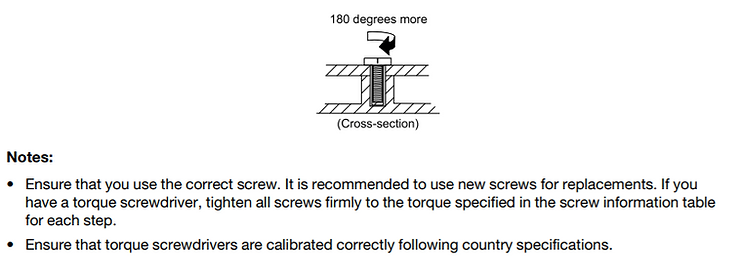 180 degrees more
(Cross-section)
Notes:
• Ensure that you use the correct screw. It is recommended to use new screws for replacements. If you
have a torque screwdriver, tighten all screws firmly to the torque specified in the screw information table
for each step.
• Ensure that torque screwdrivers are calibrated correctly following country specifications.